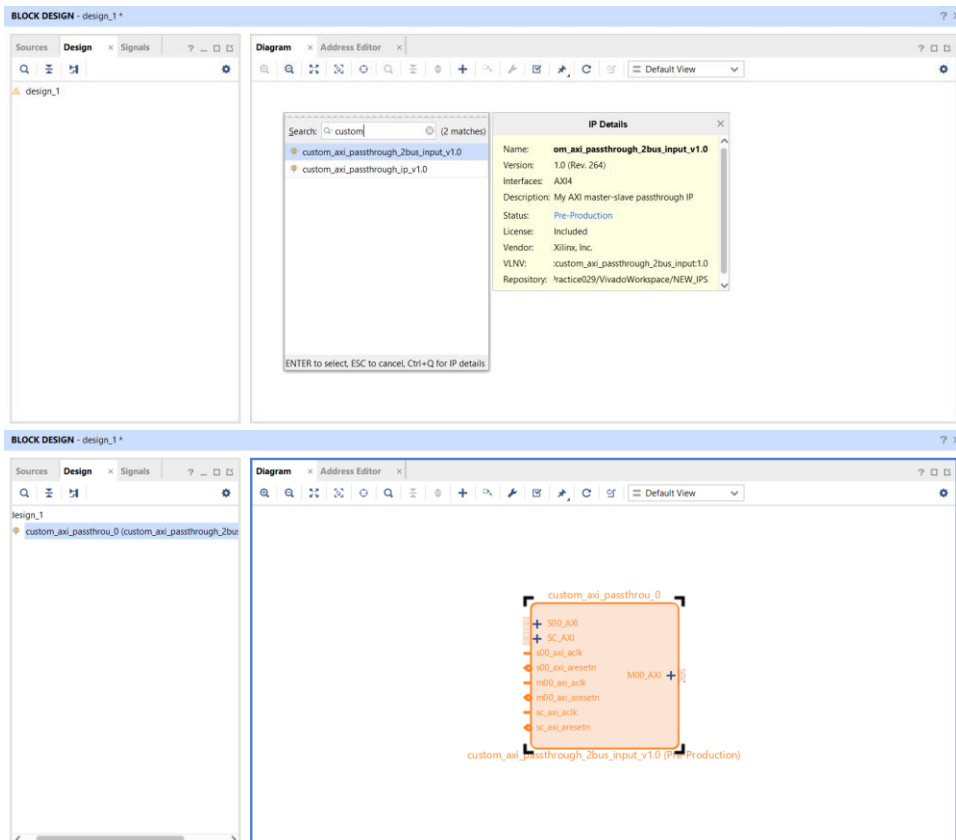 BLOCK DESIGN - design_1 *
Sources Design × Signals ? _
Diagram × Address Editor × ?
Default View
design_1
Search: custom (2 matches)
custom_axi_passthrough_2bus_input_v1.0
custom_axi_passthrough_ip_v1.0
ENTER to select, ESC to cancel, Ctrl+Q for IP details
IP Details ×
Name: om_axi_passthrough_2bus_input_v1.0
Version: 1.0 (Rev. 264)
Interfaces: AXI4
Description: My AXI master-slave passthrough IP
Status: Pre-Production
License: Included
Vendor: Xilinx, Inc.
VLNV: :custom_axi_passthrough_2bus_input:1.0
Repository: 'ractice029/VivadoWorkspace/NEW_IPS
BLOCK DESIGN - design_1 *
Sources Design × Signals ? _
Diagram × Address Editor × ?
Default View
design_1
custom_axi_passthrou_0 (custom_axi_passthrough_2bus
custom_axi_passthrou_0
S00_AXI
SC_AXI
s00_axi_aclk
s00_axi_aresetn
m00_axi_aclk
m00_axi_aresetn
sc_axi_aclk
sc_axi_aresetn
M00_AXI
custom_axi_passthrough_2bus_input_v1.0 (Pre-Production)